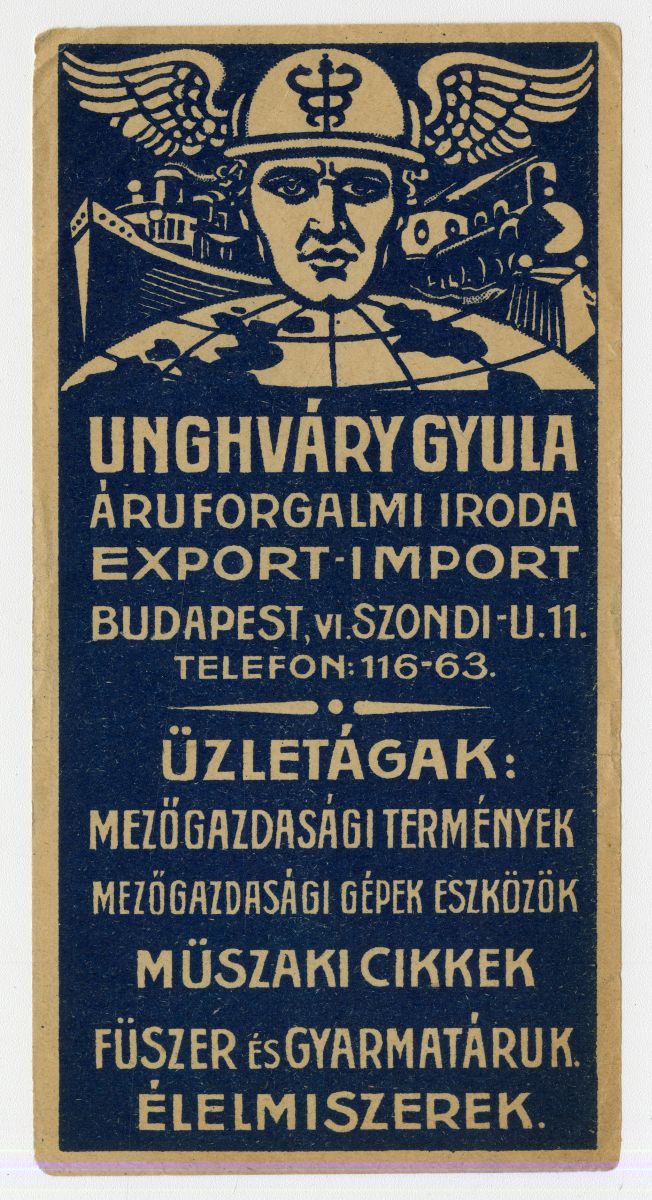 UNGHVÁRY GYULA
ÁRUFORGALMI IRODA
EXPORT-IMPORT
BUDAPEST, VI. SZONDI-U. 11.
TELEFON: 116-63.
ÜZLETÁGAK:
MEZŐGAZDASÁGI TERMÉNYEK
MEZŐGAZDASÁGI GÉPEK ESZKÖZÖK
MŰSZAKI CIKKEK
FŰSZER ÉS GYARMATÁRUK.
ÉLELMISZEREK.